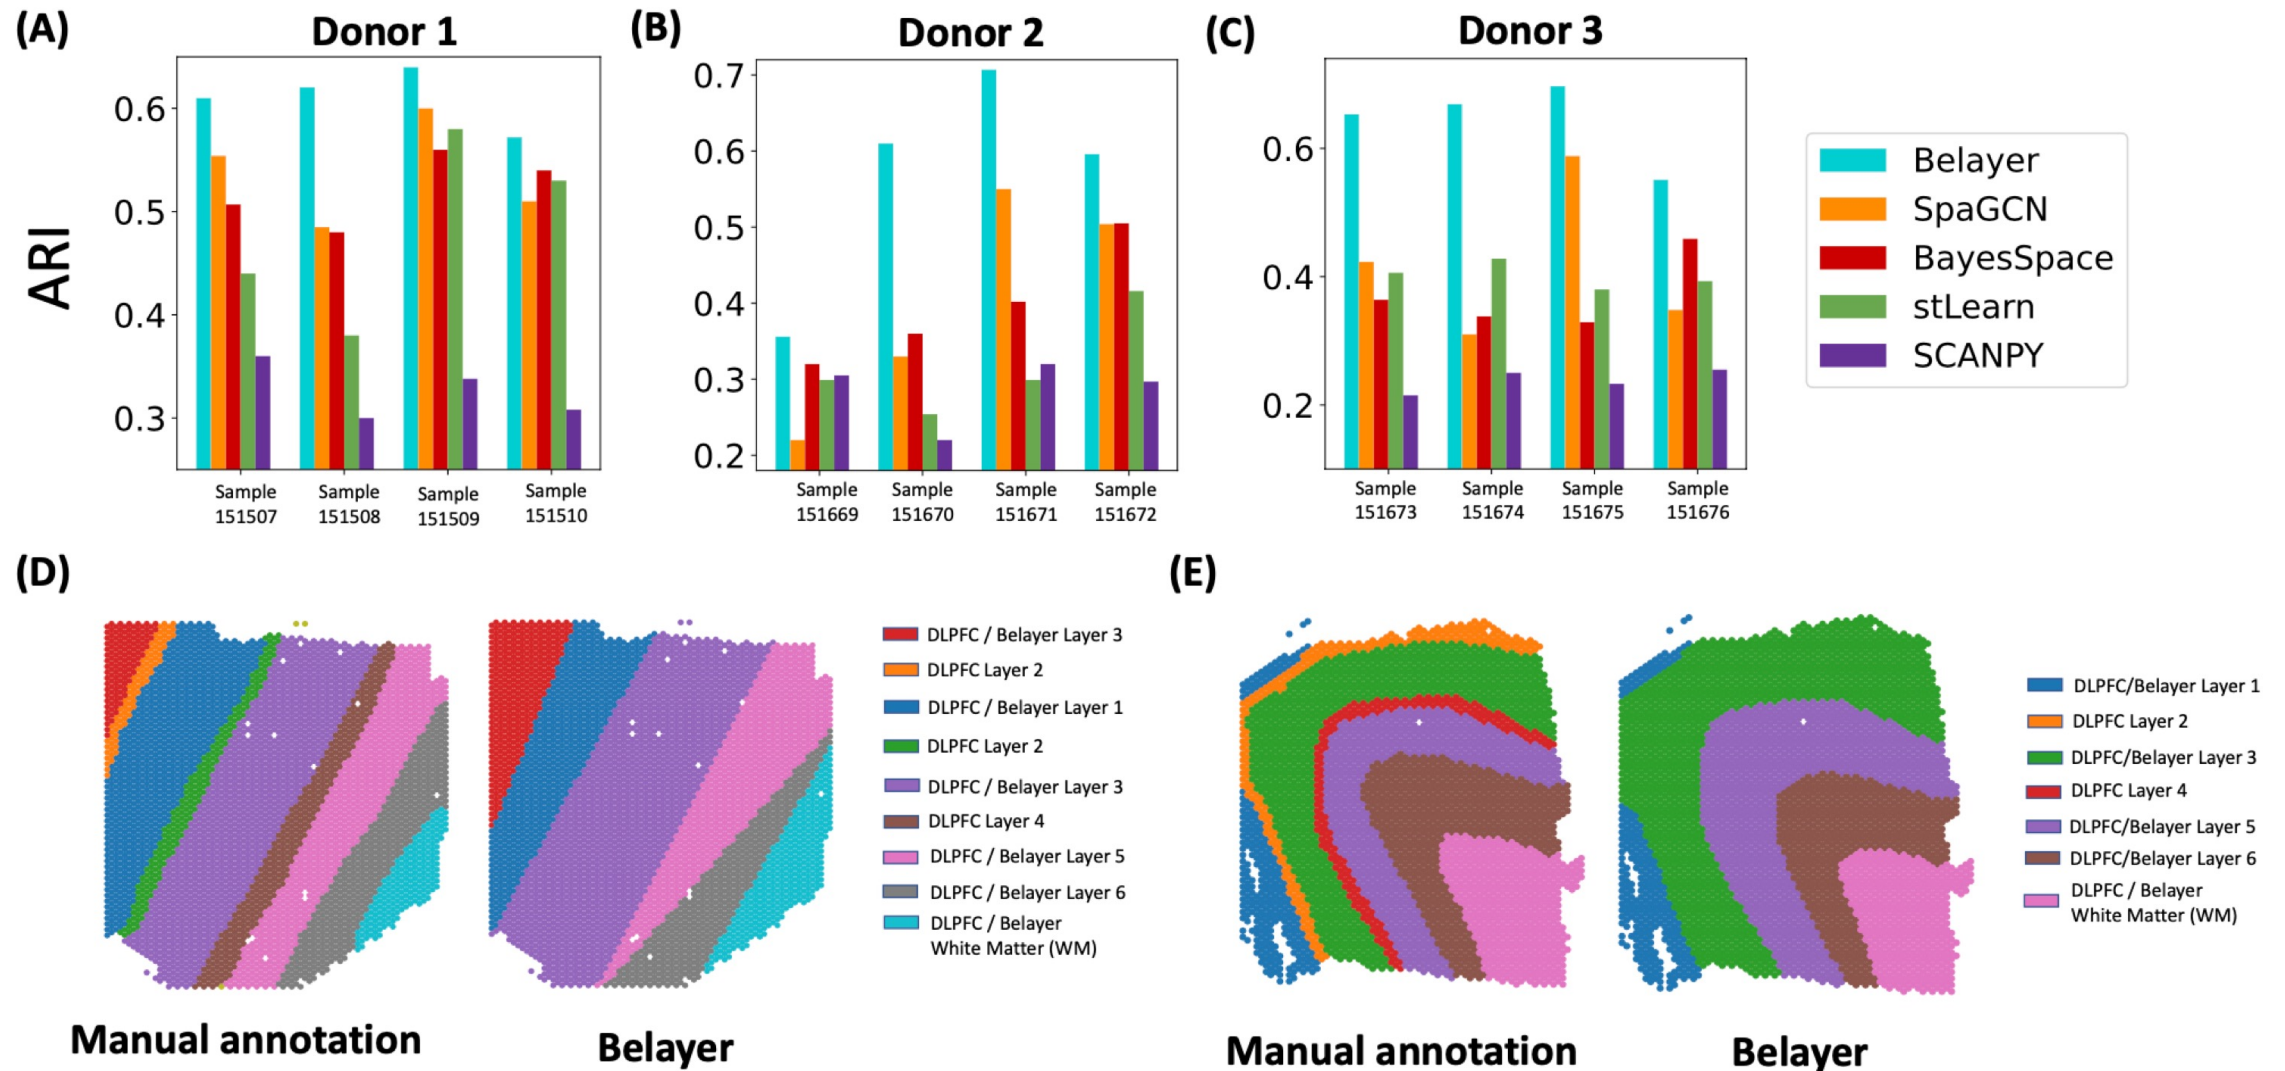 (A)
Donor 1
(B)
Donor 2
(C)
Donor 3
ARI
0.6
0.5
0.4
0.3
Sample
151507
Sample
151508
Sample
151509
Sample
151510
0.7
0.6
0.5
0.4
0.3
0.2
Sample
151669
Sample
151670
Sample
151671
Sample
151672
0.6
0.4
0.2
Sample
151673
Sample
151674
Sample
151675
Sample
151676
Belayer
SpaGCN
BayesSpace
stLearn
SCANPY
(D)
DLPFC / Belayer Layer 3
DLPFC Layer 2
DLPFC / Belayer Layer 1
DLPFC Layer 2
DLPFC / Belayer Layer 3
DLPFC Layer 4
DLPFC / Belayer Layer 5
DLPFC / Belayer Layer 6
DLPFC / Belayer
White Matter (WM)
Manual annotation
Belayer
(E)
DLPFC/Belayer Layer 1
DLPFC Layer 2
DLPFC/Belayer Layer 3
DLPFC Layer 4
DLPFC/Belayer Layer 5
DLPFC/Belayer Layer 6
DLPFC / Belayer
White Matter (WM)
Manual annotation
Belayer